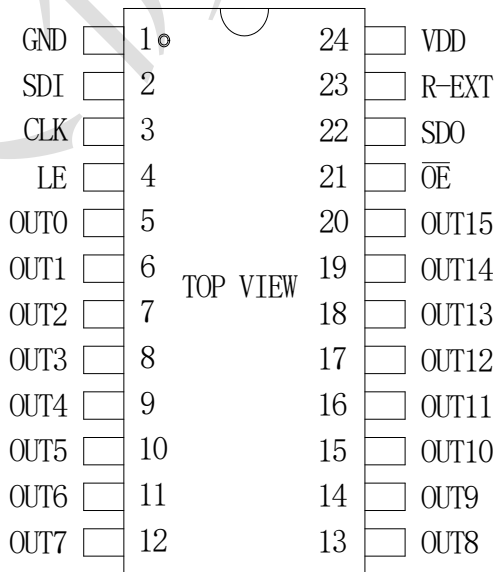 GND 1 24 VDD
SDI 2 23 R-EXT
CLK 3 22 SDO
LE 4 21 OE
OUT0 5 20 OUT15
OUT1 6 19 OUT14
TOP VIEW
OUT2 7 18 OUT13
OUT3 8 17 OUT12
OUT4 9 16 OUT11
OUT5 10 15 OUT10
OUT6 11 14 OUT9
OUT7 12 13 OUT8